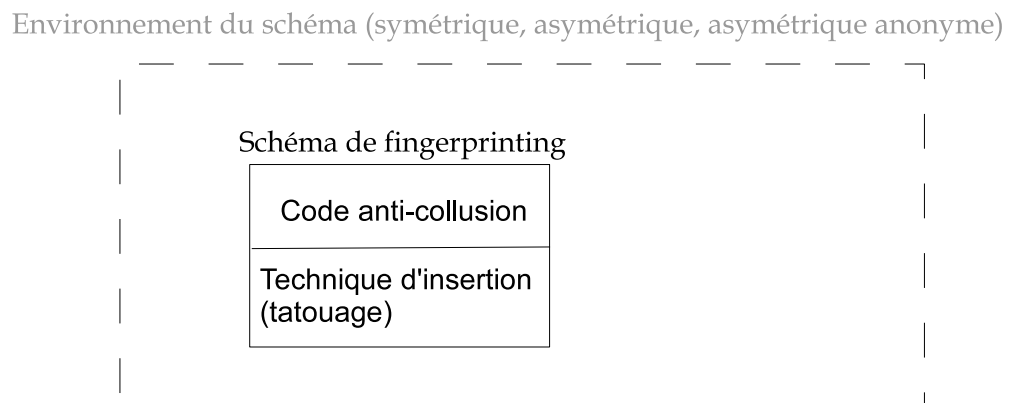 Environnement du schéma (symétrique, asymétrique, asymétrique anonyme)
Schéma de fingerprinting
Code anti-collusion
Technique d'insertion
(tatouage)